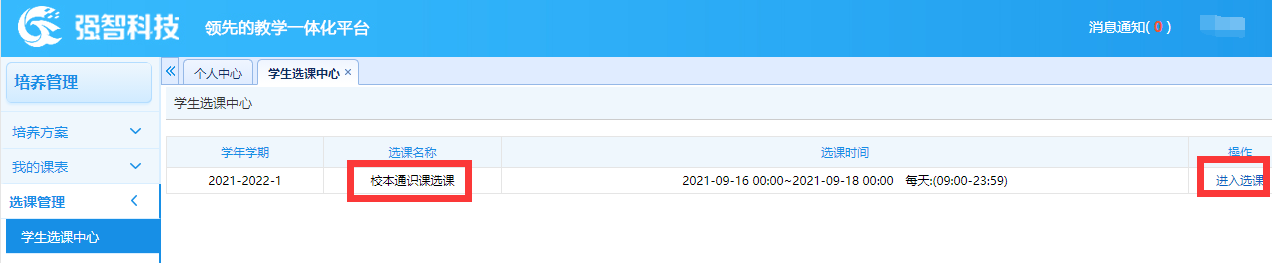 强智科技 领先的教学一体化平台 消息通知( 0 )
培养管理
个人中心 学生选课中心 ×
学生选课中心
培养方案
我的课表
选课管理
学生选课中心
学年学期 选课名称 选课时间 操作
2021-2022-1 校本通识课选课 2021-09-16 00:00~2021-09-18 00:00 每天:(09:00-23:59) 进入选课